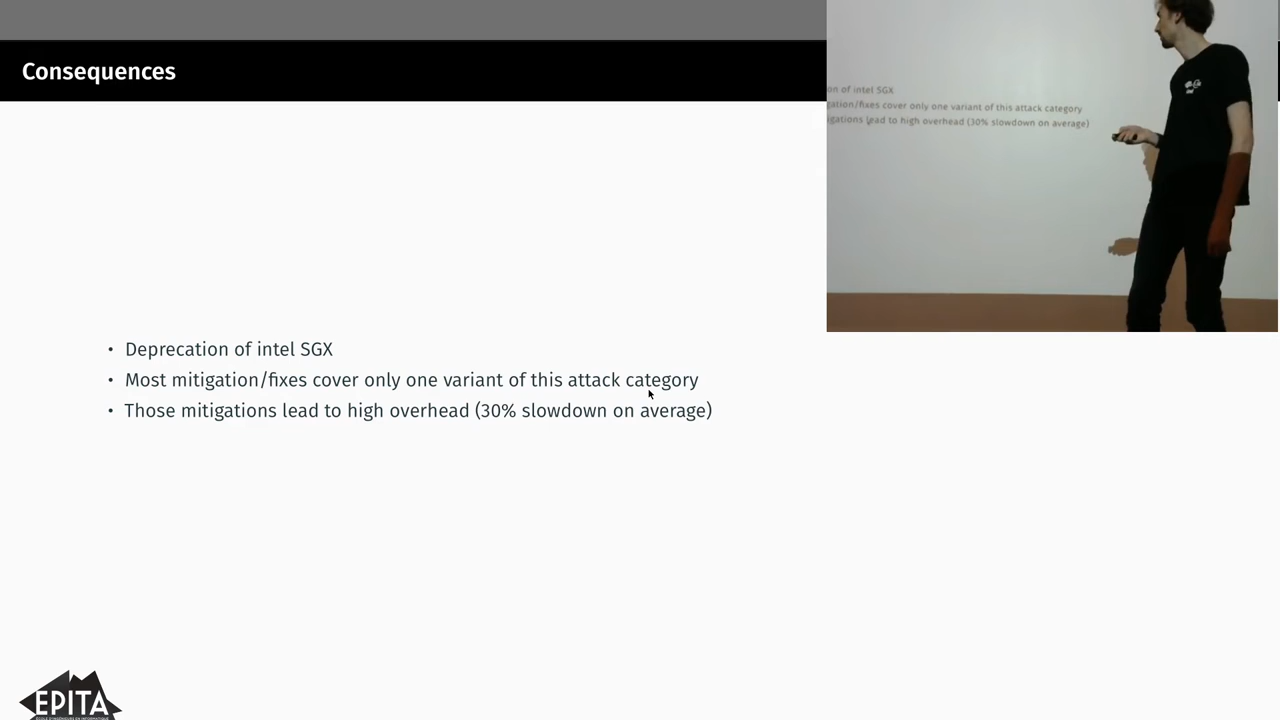 Consequences
on of intel SGX
gation/fixes cover only one variant of this attack category
igations lead to high overhead (30% slowdown on average)
• Deprecation of intel SGX
• Most mitigation/fixes cover only one variant of this attack category
• Those mitigations lead to high overhead (30% slowdown on average)
EPITA